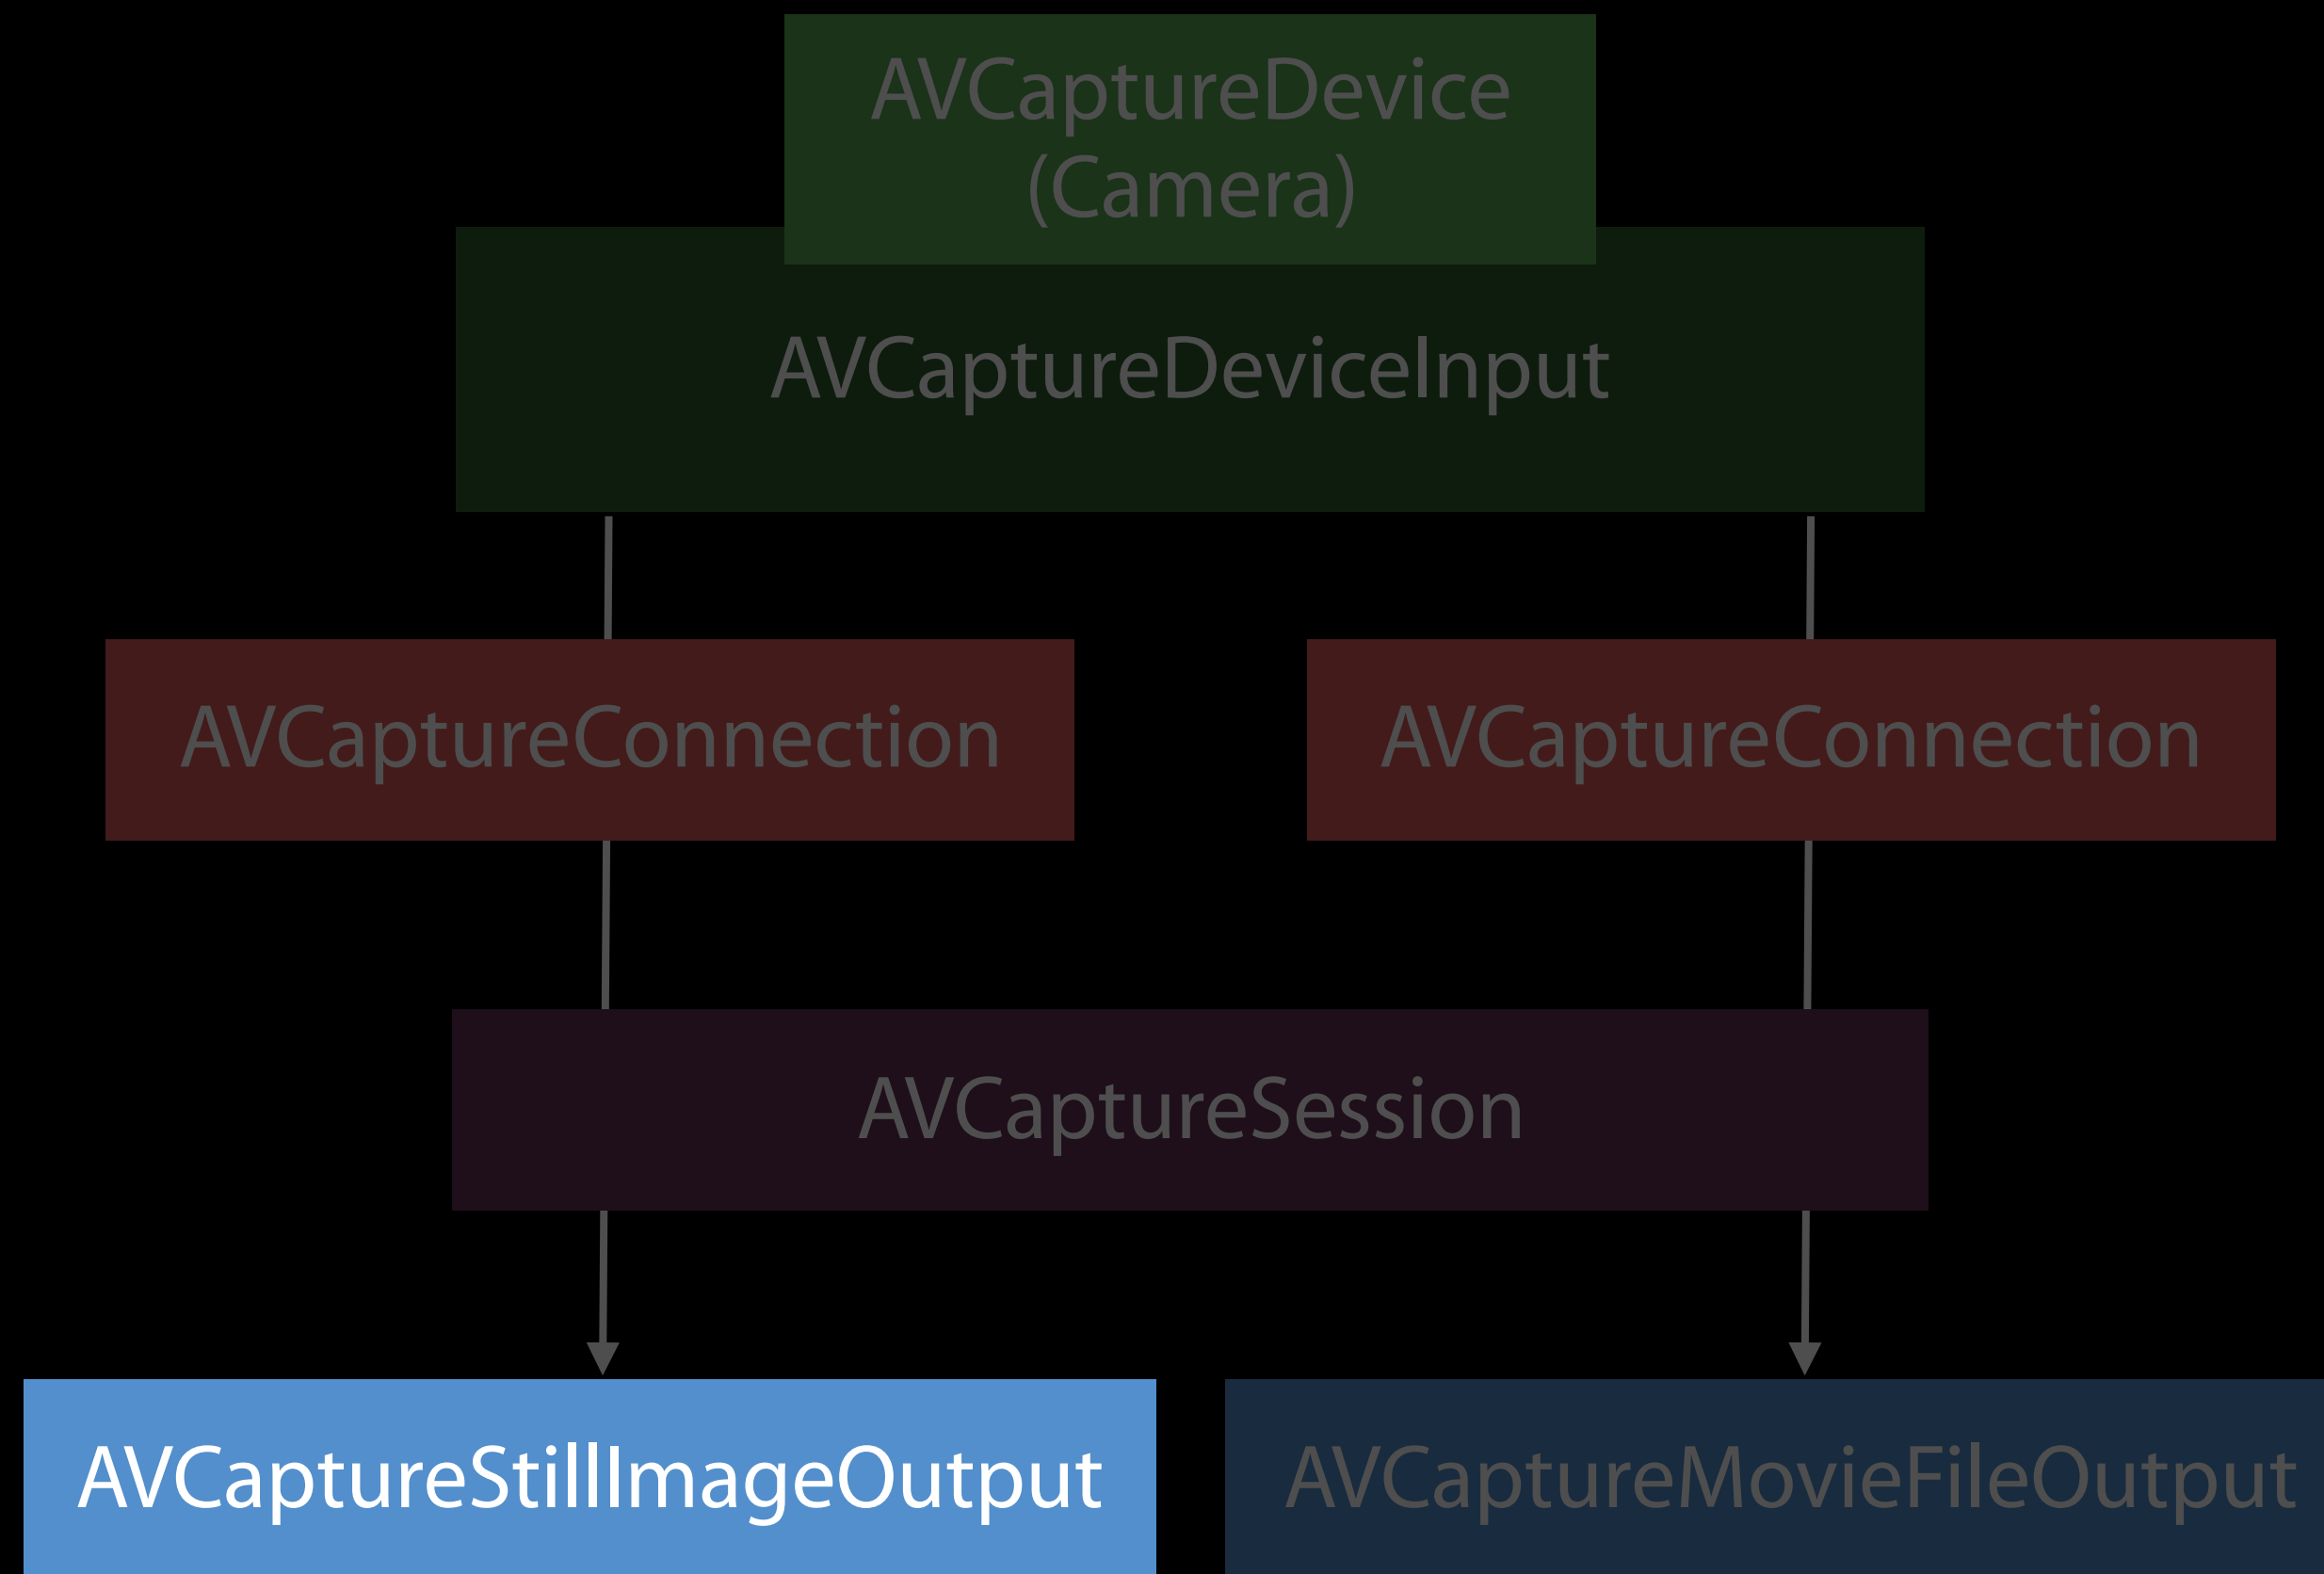 AVCaptureDevice
(Camera)
AVCaptureDeviceInput
AVCaptureConnection
AVCaptureConnection
AVCaptureSession
AVCaptureStillImageOutput
AVCaptureMovieFileOutput